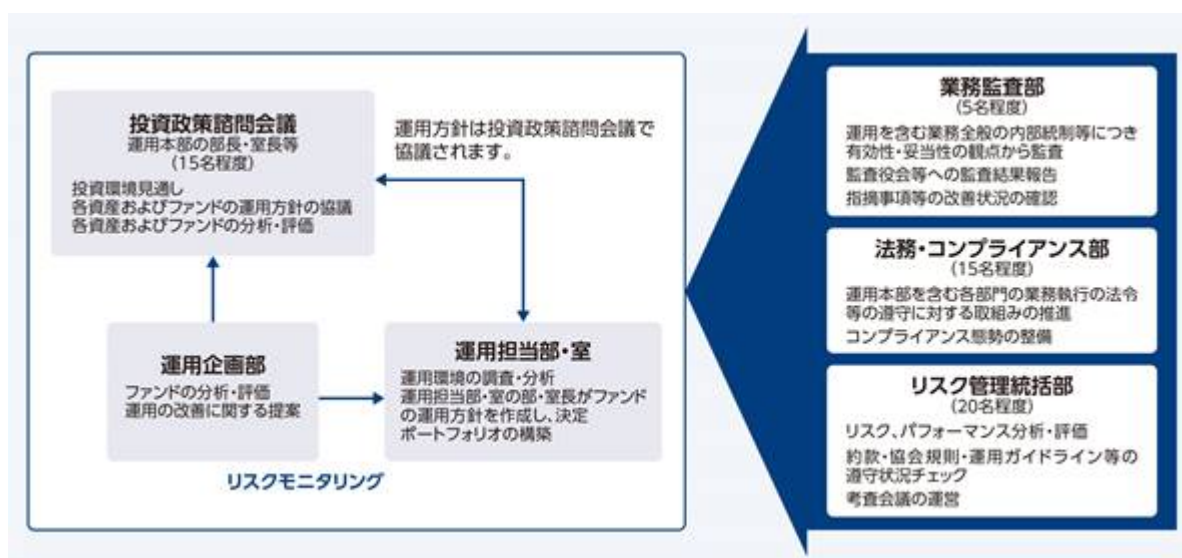 投資政策諮問会議
運用本部の部長・室長等
(15名程度)
投資環境見通し
各資産およびファンドの運用方針の協議
各資産およびファンドの分析・評価
運用方針は投資政策諮問会議で
協議されます。
運用企画部
ファンドの分析・評価
運用の改善に関する提案
運用担当部・室
運用環境の調査・分析
運用担当部・室の部・室長がファンド
の運用方針を作成し、決定
ポートフォリオの構築
リスクモニタリング
業務監査部
(5名程度)
運用を含む業務全般の内部統制等につき
有効性・妥当性の観点から監査
監査役会等への監査結果報告
指摘事項等の改善状況の確認
法務・コンプライアンス部
(15名程度)
運用本部を含む各部門の業務執行の法令
等の遵守に対する取組みの推進
コンプライアンス態勢の整備
リスク管理統括部
(20名程度)
リスク、パフォーマンス分析・評価
約款・協会規則・運用ガイドライン等の
遵守状況チェック
考査会議の運営